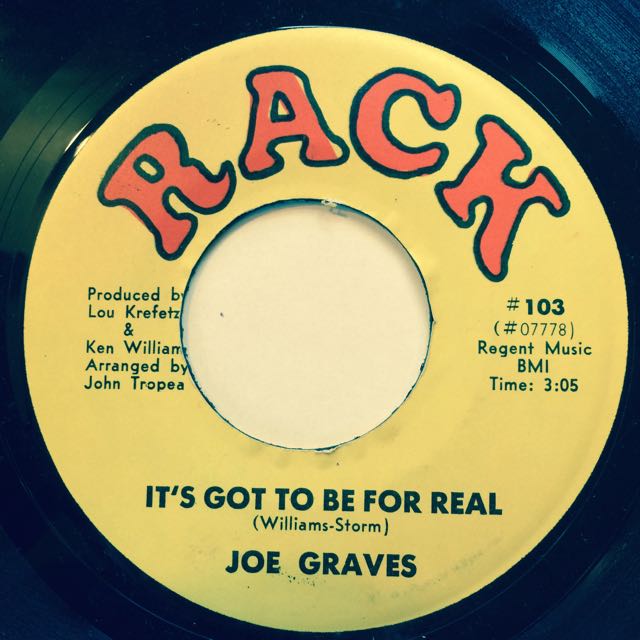 RACK
Produced by
Lou Krefetz
&
Ken William
Arranged by
John Tropea
#103
(#07778)
Regent Music
BMI
Time: 3:05
IT'S GOT TO BE FOR REAL
(Williams-Storm)
JOE GRAVES